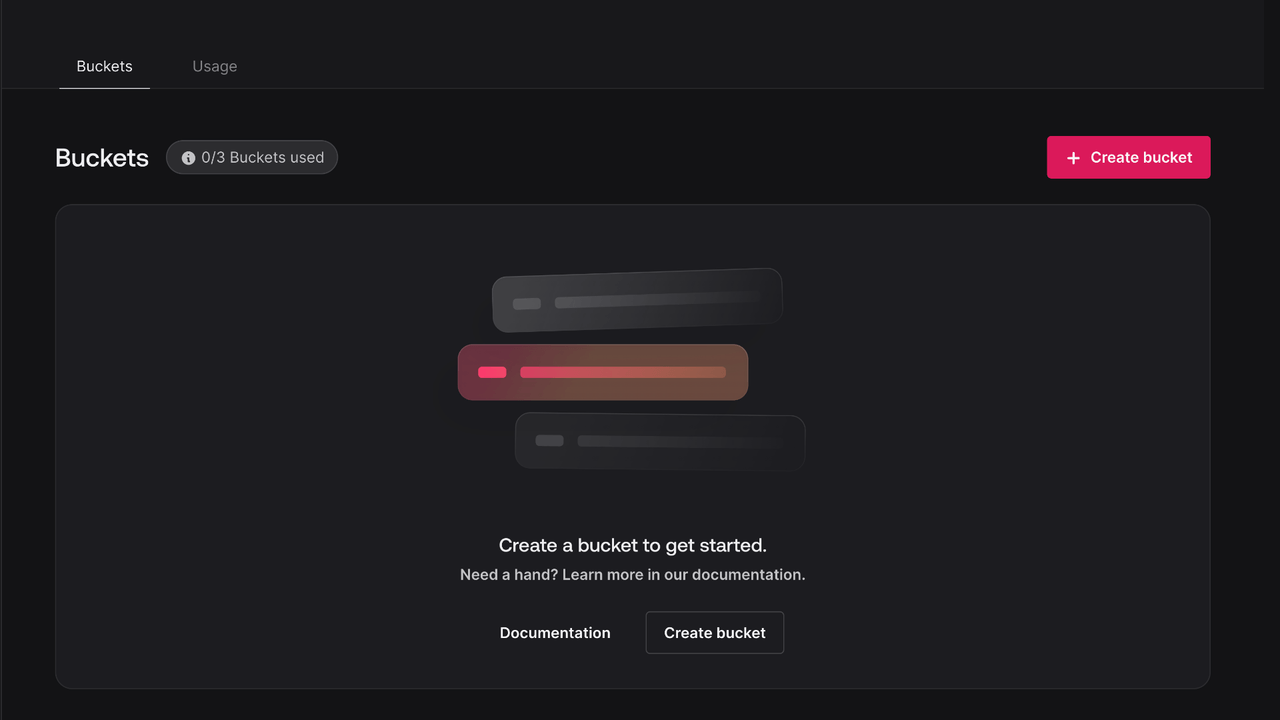 Buckets
Usage
Buckets
0/3 Buckets used
Create bucket
Create a bucket to get started.
Need a hand? Learn more in our documentation.
Documentation
Create bucket